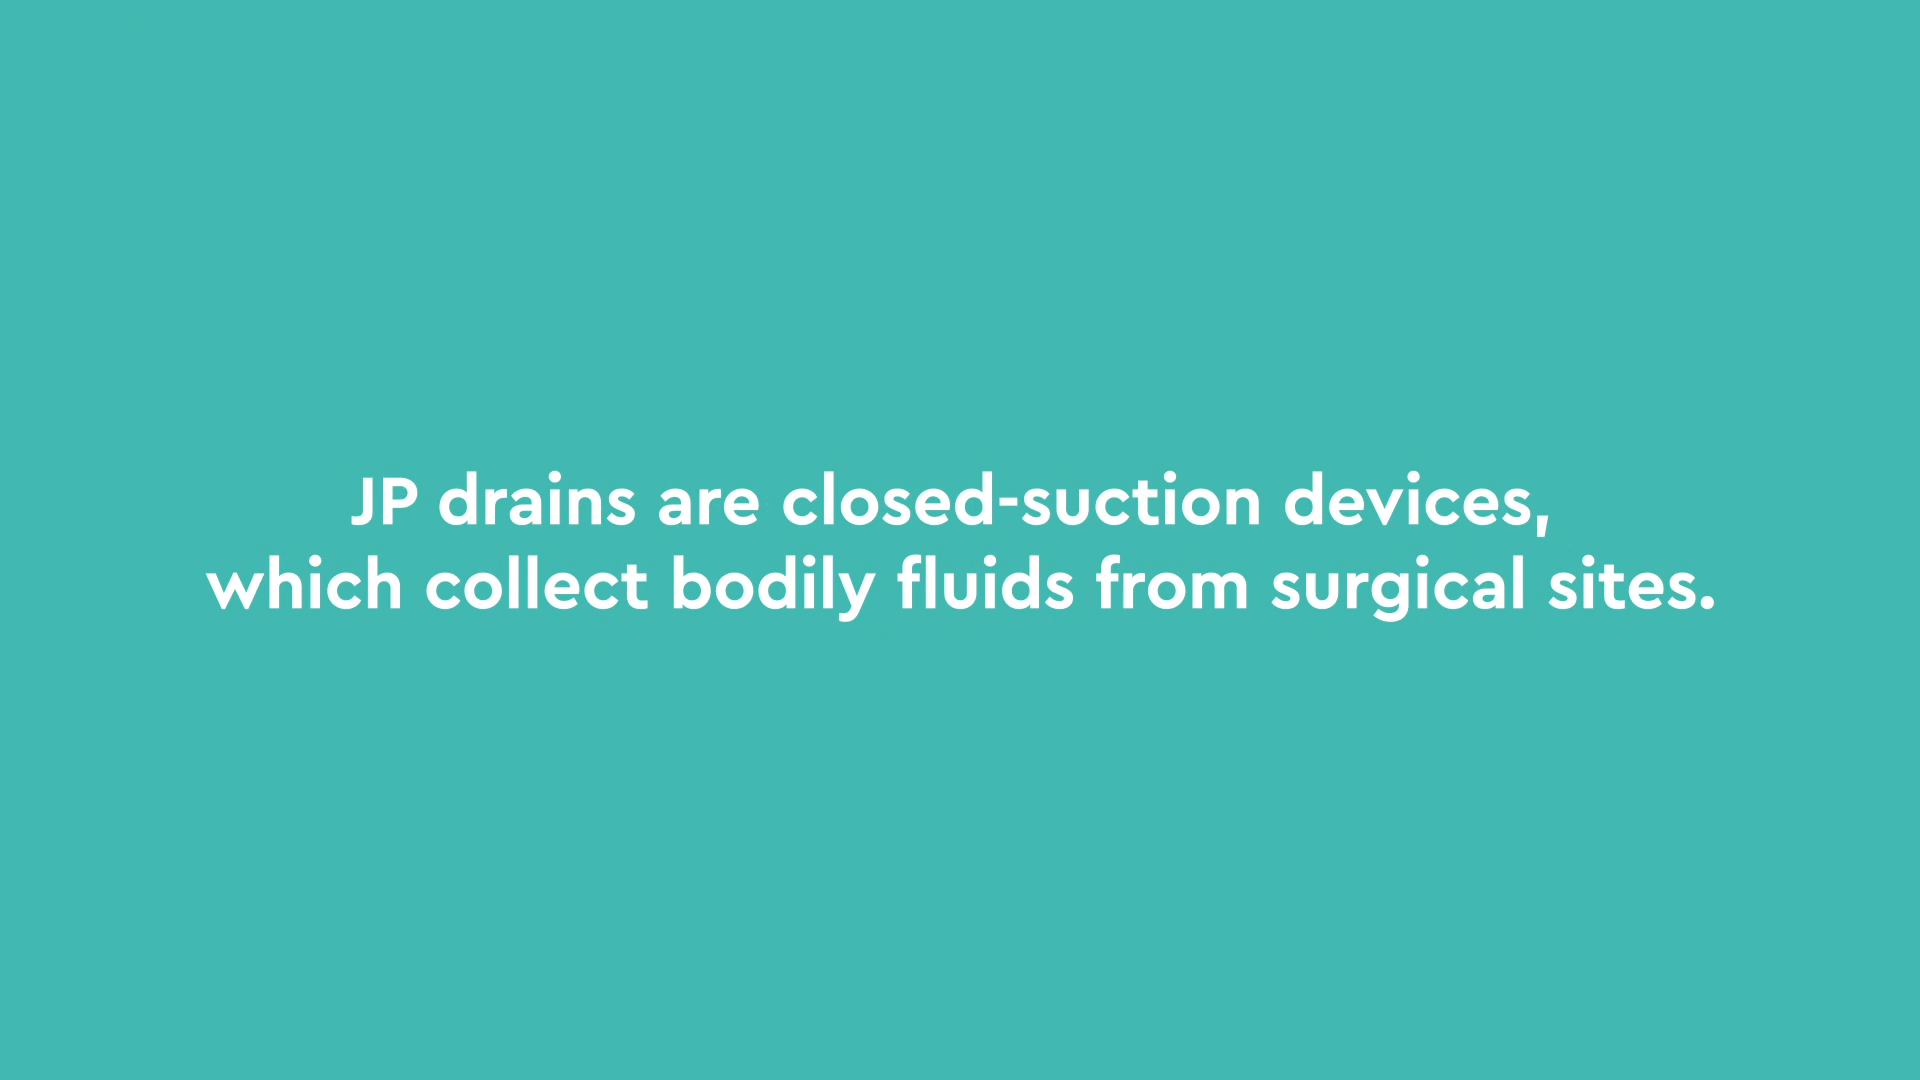 JP drains are closed-suction devices,
which collect bodily fluids from surgical sites.